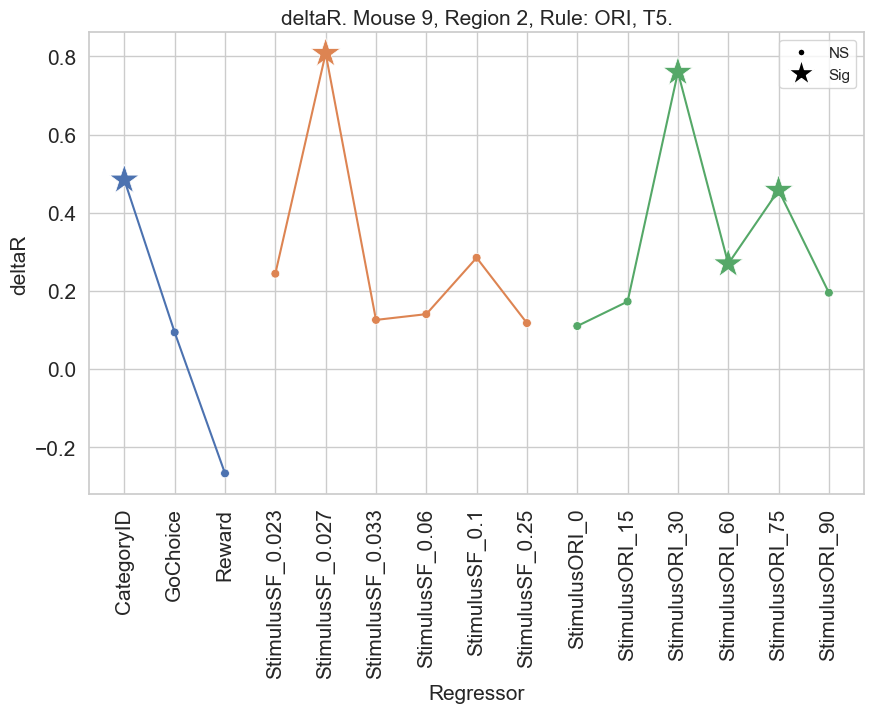 deltaR. Mouse 9, Region 2, Rule: ORI, T5.
NS
Sig
deltaR
0.8
0.6
0.4
0.2
0.0
−0.2
CategoryID
GoChoice
Reward
StimulusSF_0.023
StimulusSF_0.027
StimulusSF_0.033
StimulusSF_0.06
StimulusSF_0.1
StimulusSF_0.25
StimulusORI_0
StimulusORI_15
StimulusORI_30
StimulusORI_60
StimulusORI_75
StimulusORI_90
Regressor